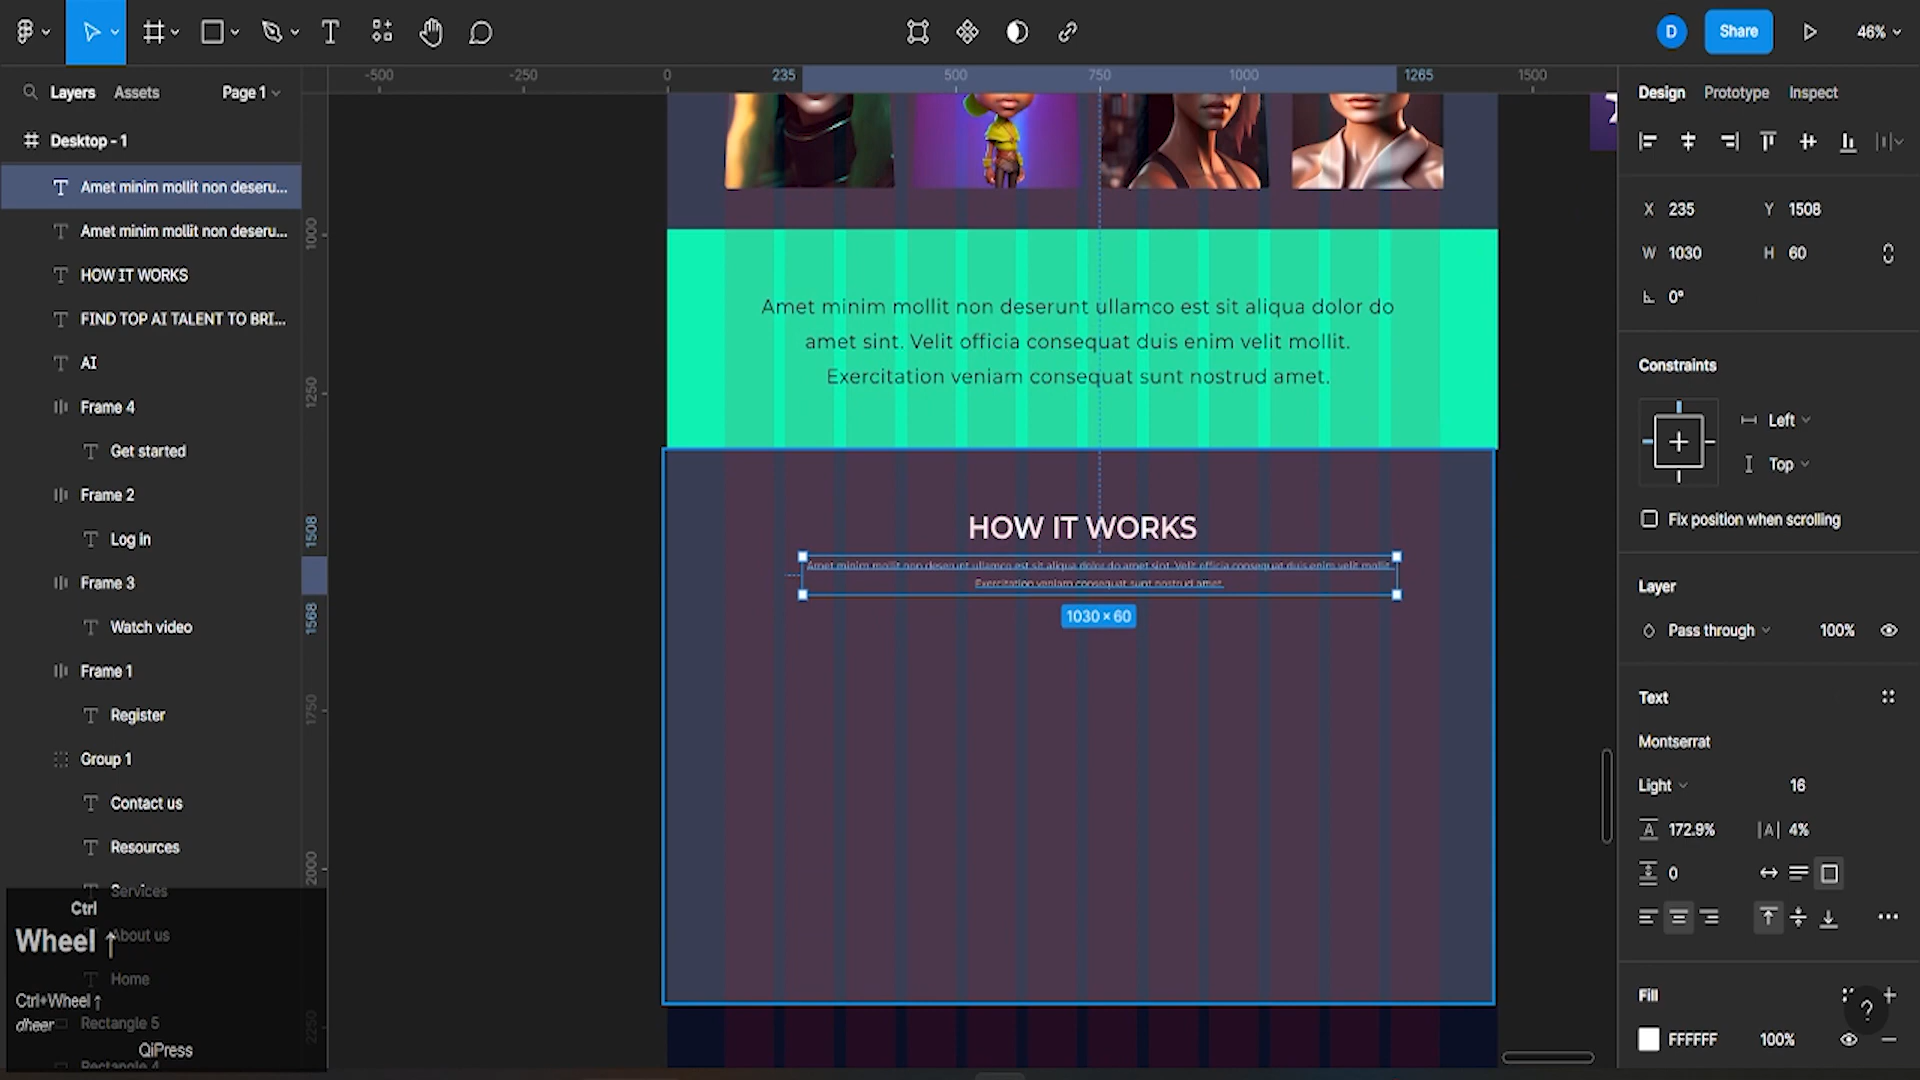 D
Share
46%
Layers
Assets
Page 1
-500
-250
0
235
500
750
1000
1265
1500
Design
Prototype
Inspect
Desktop - 1
Amet minim mollit non deseru...
Amet minim mollit non deseru...
HOW IT WORKS
FIND TOP AI TALENT TO BRI...
AI
Frame 4
Get started
Frame 2
Log in
Frame 3
Watch video
Frame 1
Register
Group 1
Contact us
Resources
Services
About us
Home
Rectangle 5
Rectangle 4
Ctrl
Wheel ↑
Ctrl+Wheel ↑
dheer
QiPress
1000
1250
1508
1568
1750
2000
2250
Amet minim mollit non deserunt ullamco est sit aliqua dolor do
amet sint. Velit officia consequat duis enim velit mollit.
Exercitation veniam consequat sunt nostrud amet.
HOW IT WORKS
Amet minim mollit non deserunt ullamco est sit aliqua dolor do amet sint. Velit officia consequat duis enim velit mollit.
Exercitation veniam consequat sunt nostrud amet.
1030 × 60
X 235 Y 1508
W 1030 H 60
0°
Constraints
Left
Top
Fix position when scrolling
Layer
Pass through 100%
Text
Montserrat
Light 16
A 172.9% |A| 4%
0
Fill
?
FFFFFF 100%